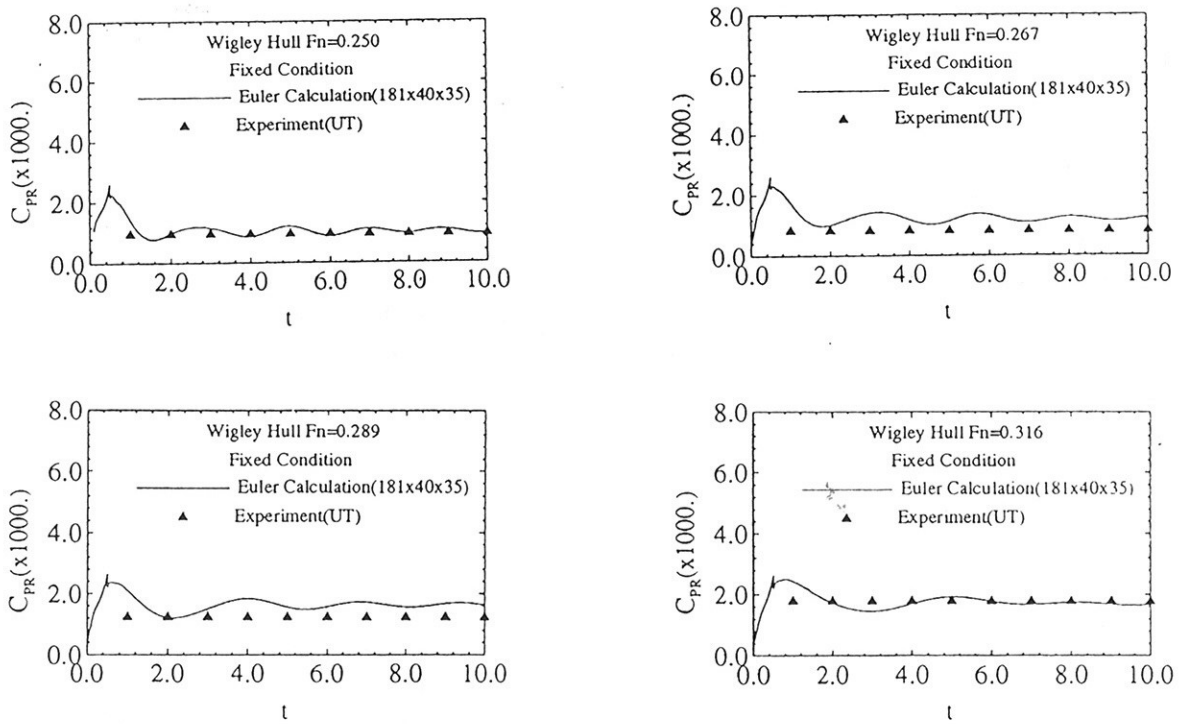 8.0
6.0
4.0
2.0
0.0
C_PR(x1000.)
Wigley Hull Fn=0.250
Fixed Condition
Euler Calculation(181x40x35)
▲ Experiment(UT)
0.0 2.0 4.0 6.0 8.0 10.0
t
8.0
6.0
4.0
2.0
0.0
C_PR(x1000.)
Wigley Hull Fn=0.267
Fixed Condition
Euler Calculation(181x40x35)
▲ Experiment(UT)
0.0 2.0 4.0 6.0 8.0 10.0
t
8.0
6.0
4.0
2.0
0.0
C_PR(x1000.)
Wigley Hull Fn=0.289
Fixed Condition
Euler Calculation(181x40x35)
▲ Experiment(UT)
0.0 2.0 4.0 6.0 8.0 10.0
t
8.0
6.0
4.0
2.0
0.0
C_PR(x1000.)
Wigley Hull Fn=0.316
Fixed Condition
Euler Calculation(181x40x35)
▲ Experiment(UT)
0.0 2.0 4.0 6.0 8.0 10.0
t